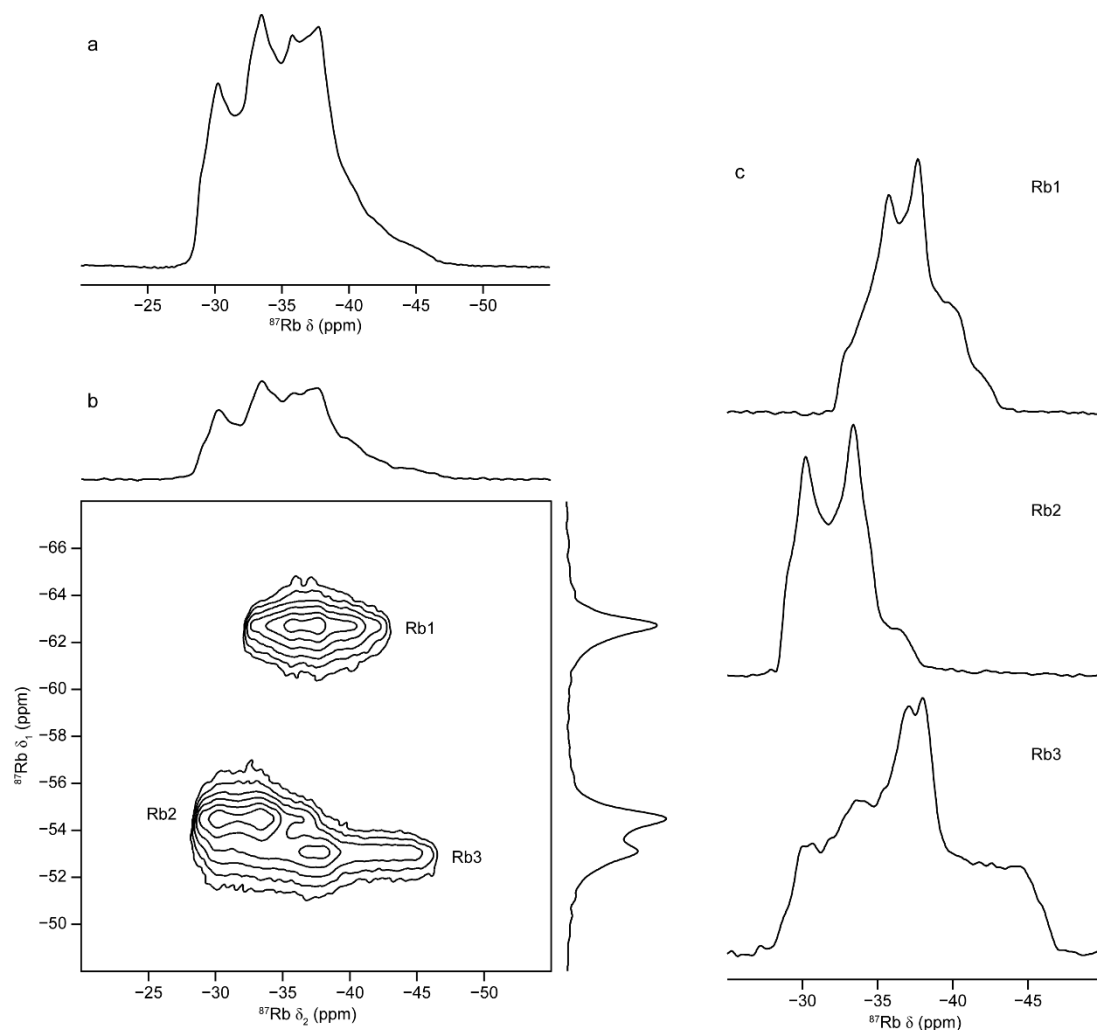 a
−25 −30 −35 −40 −45 −50
⁸⁷Rb δ (ppm)
b
−66
−64
−62
−60
−58
−56
−54
−52
−50
⁸⁷Rb δ₁ (ppm)
Rb1
Rb2
Rb3
−25 −30 −35 −40 −45 −50
⁸⁷Rb δ₂ (ppm)
c
Rb1
Rb2
Rb3
−30 −35 −40 −45
⁸⁷Rb δ (ppm)